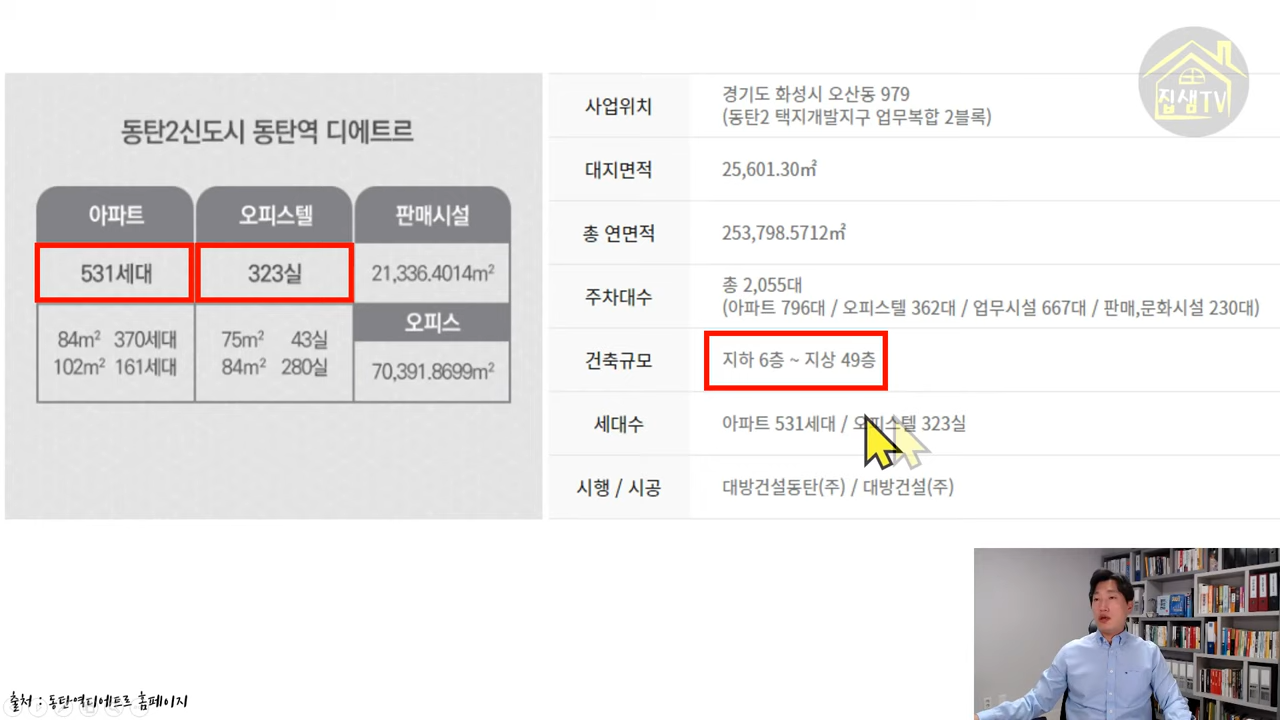 집샘TV
동탄2신도시 동탄역 디에트르
아파트 오피스텔 판매시설
531세대 323실 21,336.4014m²
오피스
84m² 370세대 75m² 43실
102m² 161세대 84m² 280실 70,391.8699m²
사업위치 경기도 화성시 오산동 979
(동탄2 택지개발지구 업무복합 2블록)
대지면적 25,601.30㎡
총 연면적 253,798.5712㎡
주차대수 총 2,055대
(아파트 796대 / 오피스텔 362대 / 업무시설 667대 / 판매,문화시설 230대)
건축규모 지하 6층 ~ 지상 49층
세대수 아파트 531세대 / 오피스텔 323실
시행 / 시공 대방건설동탄(주) / 대방건설(주)
출처 : 동탄역디에트르 홈페이지